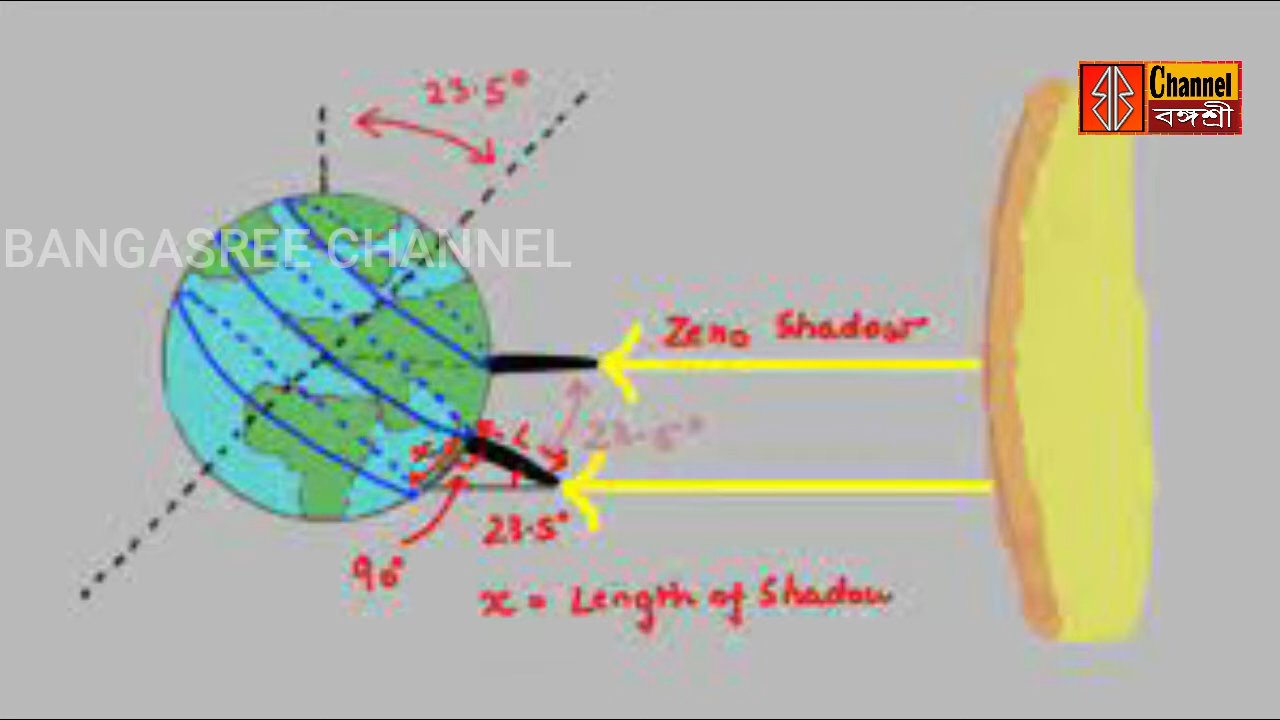 23.5°
Channel
বঙ্গশ্রী
BANGASREE CHANNEL
Zero Shadow
23.5°
x
L
23.5°
90°
x = Length of Shadow